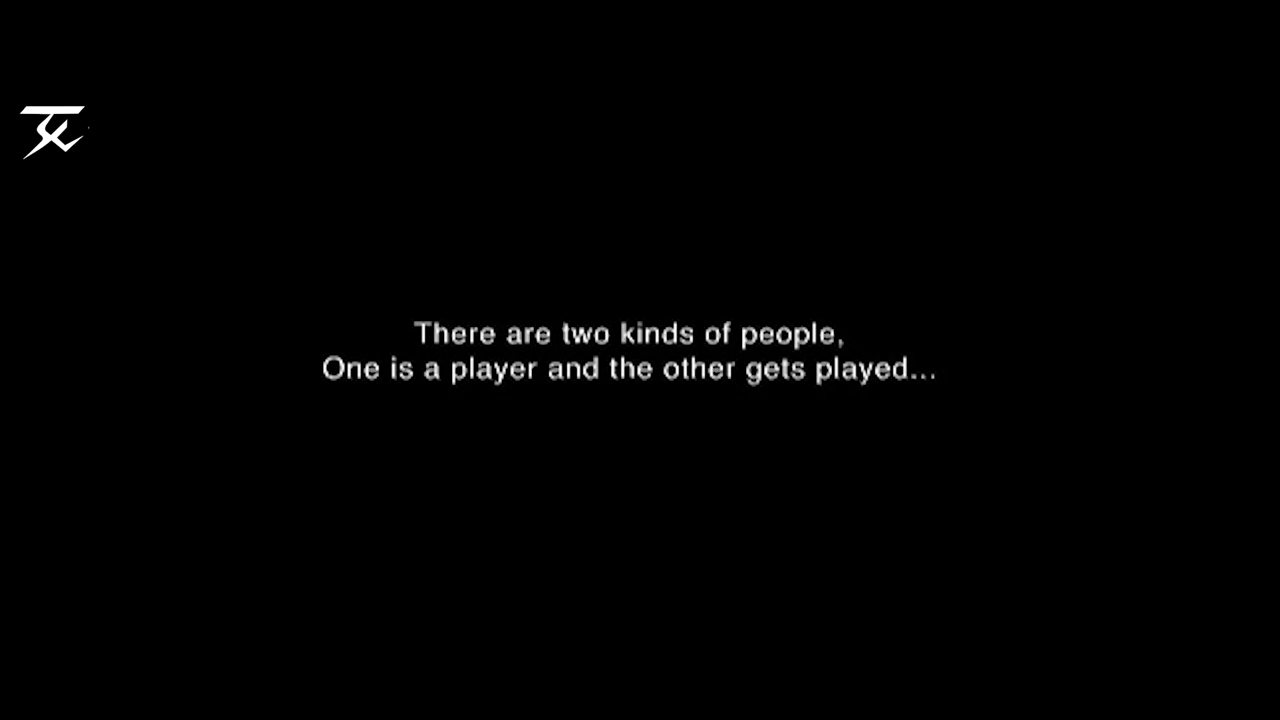 There are two kinds of people,
One is a player and the other gets played...